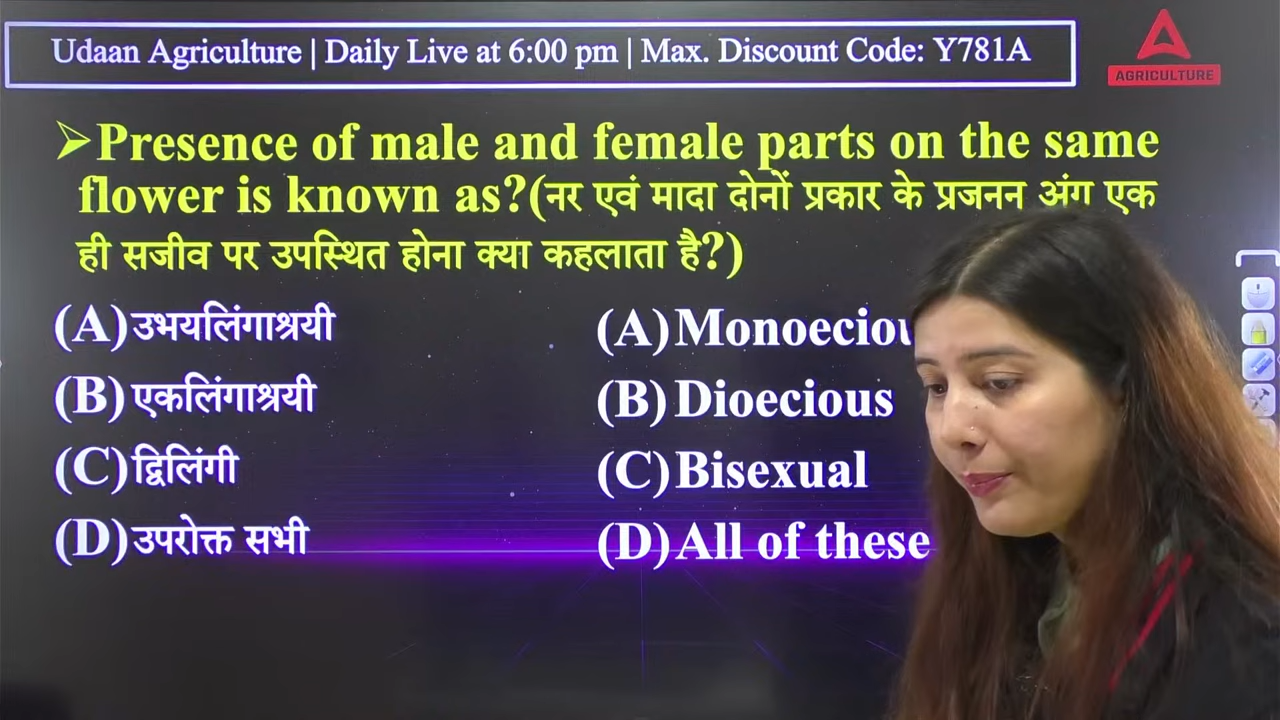 Udaan Agriculture | Daily Live at 6:00 pm | Max. Discount Code: Y781A
AGRICULTURE
➢Presence of male and female parts on the same
flower is known as?(नर एवं मादा दोनों प्रकार के प्रजनन अंग एक
ही सजीव पर उपस्थित होना क्या कहलाता है?)
(A) उभयलिंगाश्रयी
(B) एकलिंगाश्रयी
(C) द्विलिंगी
(D) उपरोक्त सभी
(A)
(B) Dioecious
(C) Bisexual
(D) All of these